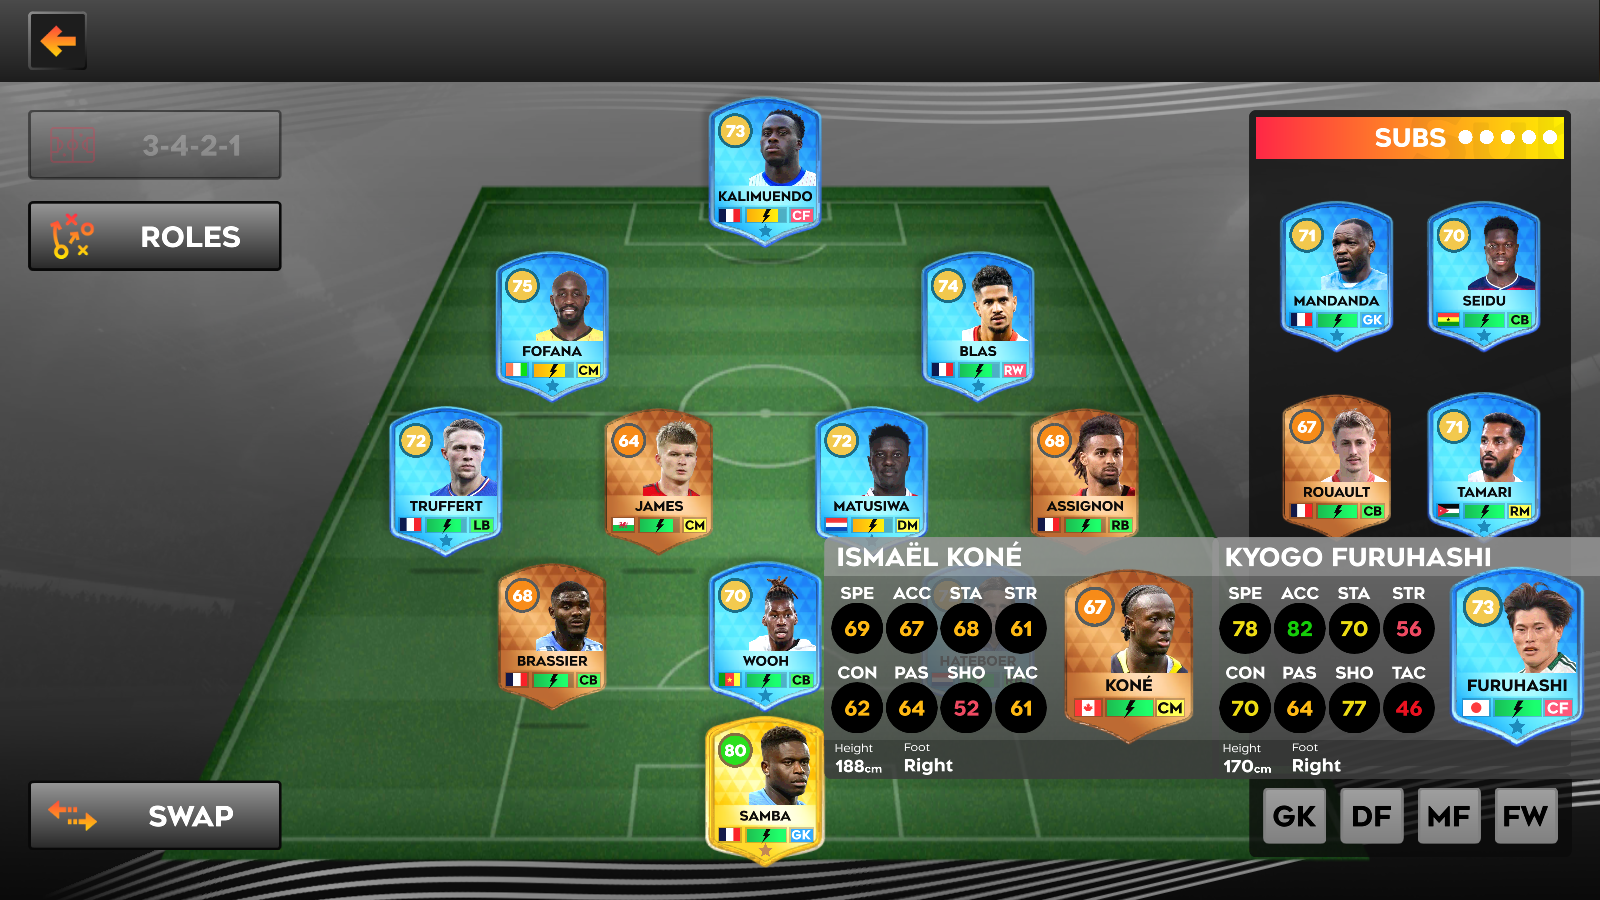 3-4-2-1
ROLES
73
KALIMUENDO
CF
75
FOFANA
CM
74
BLAS
RW
72
TRUFFERT
LB
64
JAMES
CM
72
MATUSIWA
DM
68
ASSIGNON
RB
68
BRASSIER
CB
70
WOOH
CB
HATEBOER
80
SAMBA
GK
SUBS
71
MANDANDA
GK
70
SEIDU
CB
67
ROUAULT
CB
71
TAMARI
RM
ISMAËL KONÉ
SPE ACC STA STR
69 67 68 61
CON PAS SHO TAC
62 64 52 61
Height Foot
188cm Right
67
KONÉ
CM
KYOGO FURUHASHI
SPE ACC STA STR
78 82 70 56
CON PAS SHO TAC
70 64 77 46
Height Foot
170cm Right
73
FURUHASHI
CF
SWAP
GK DF MF FW